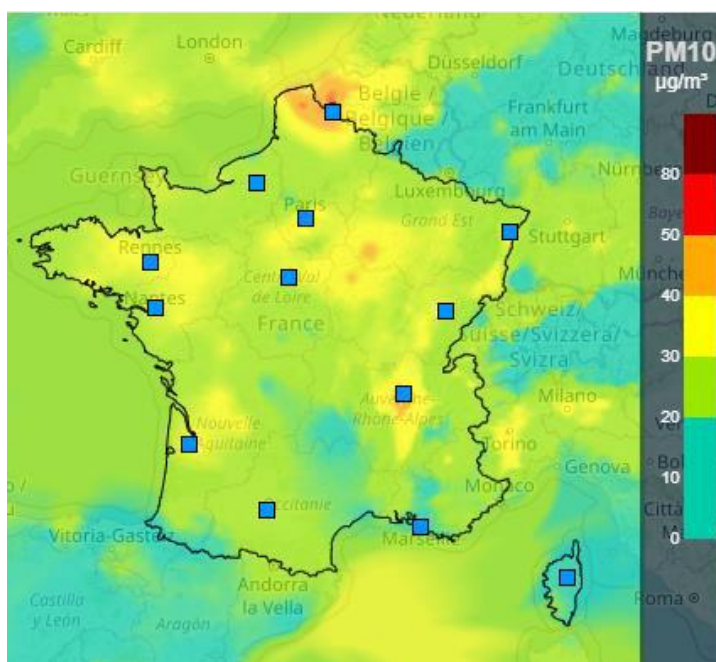 Nederland
Magdeburg
Cardiff
London
Düsseldorf
Deutschland
België /
Belgique /
Belgien
Frankfurt
am Main
Guernsey
Luxembourg
Nürnberg
Paris
Grand Est
Rennes
Stuttgart
Centre-Val
de Loire
Nantes
France
Schweiz/
Suisse/Svizzera/
Svizra
Auvergne-
Rhône-Alpes
Milano
Nouvelle
Aquitaine
Torino
Genova
Monaco
Occitanie
Marseille
Vitoria-Gasteiz
Andorra
la Vella
Castilla
y León
Aragón
Roma
PM10
µg/m³
80
50
40
30
20
10
0